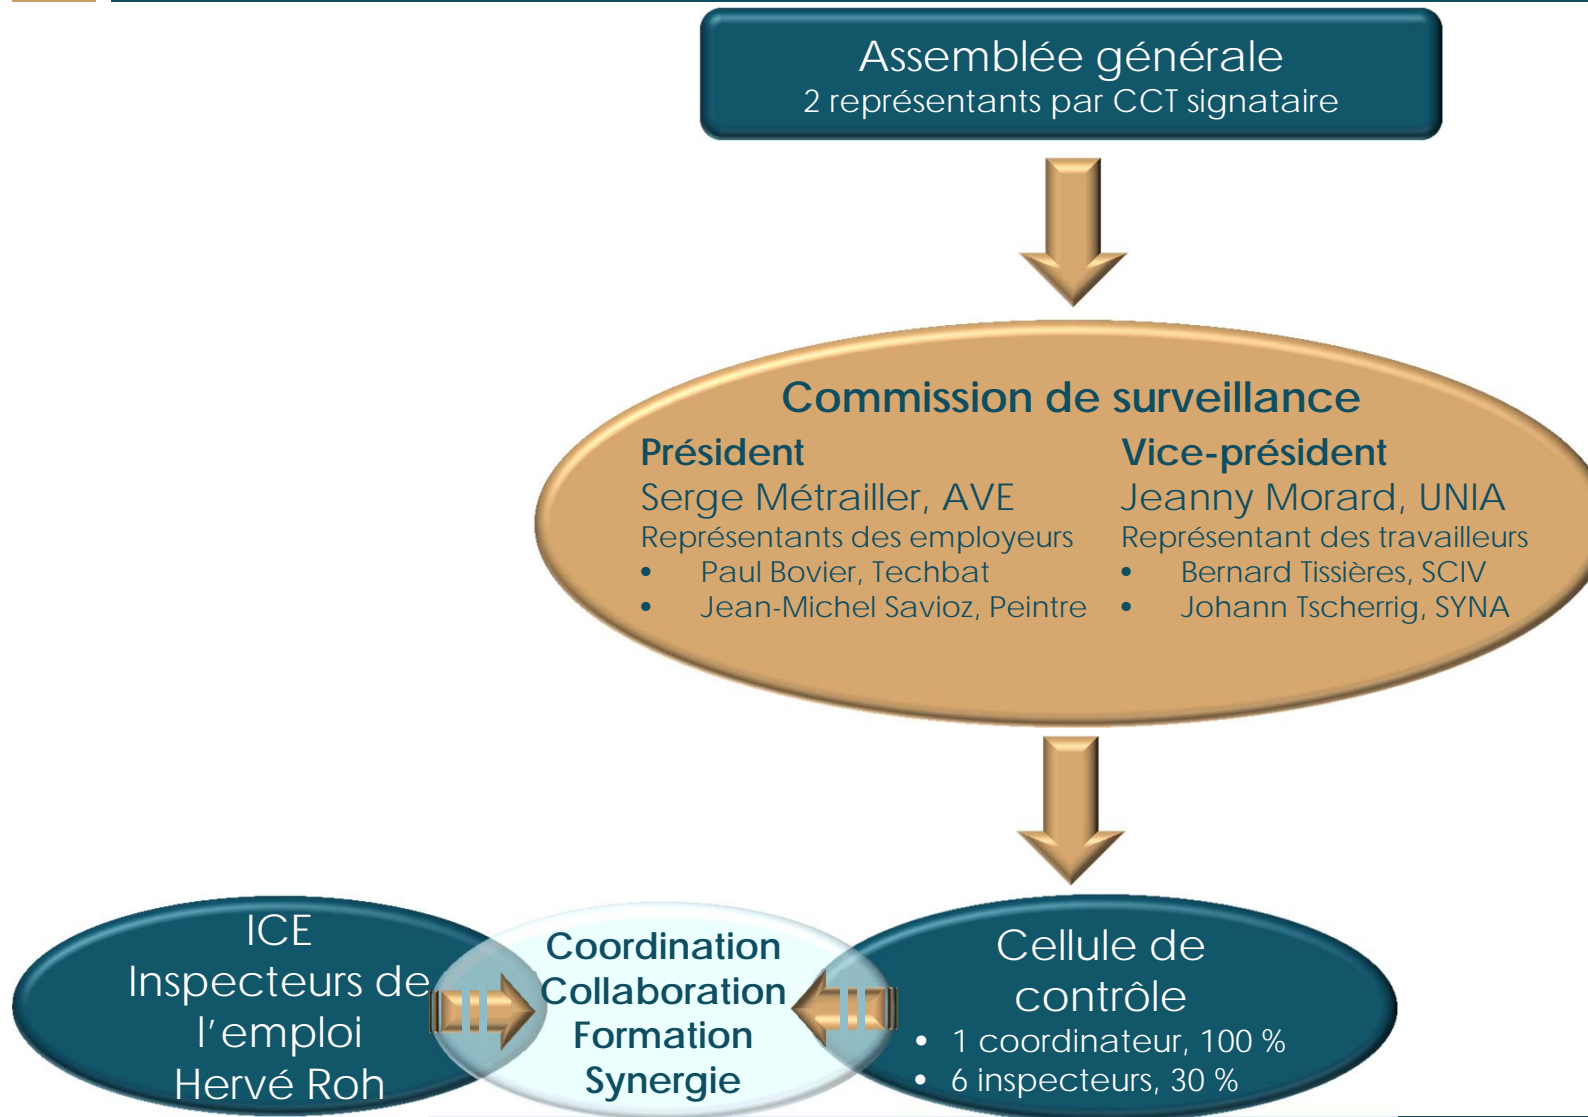 Assemblée générale
2 représentants par CCT signataire
Commission de surveillance
Président
Serge Métrailler, AVE
Représentants des employeurs
• Paul Bovier, Techbat
• Jean-Michel Savioz, Peintre
Vice-président
Jeanny Morard, UNIA
Représentant des travailleurs
• Bernard Tissières, SCIV
• Johann Tscherrig, SYNA
ICE
Inspecteurs de
l'emploi
Hervé Roh
Coordination
Collaboration
Formation
Synergie
Cellule de
contrôle
• 1 coordinateur, 100 %
• 6 inspecteurs, 30 %